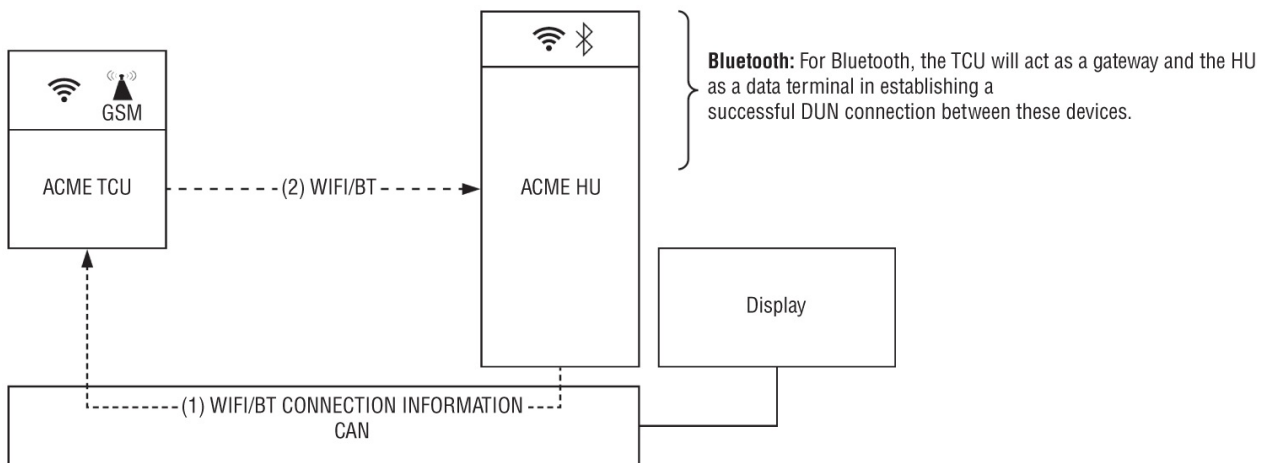 Bluetooth: For Bluetooth, the TCU will act as a gateway and the HU
as a data terminal in establishing a
successful DUN connection between these devices.
GSM
ACME TCU
(2) WIFI/BT
ACME HU
Display
(1) WIFI/BT CONNECTION INFORMATION
CAN